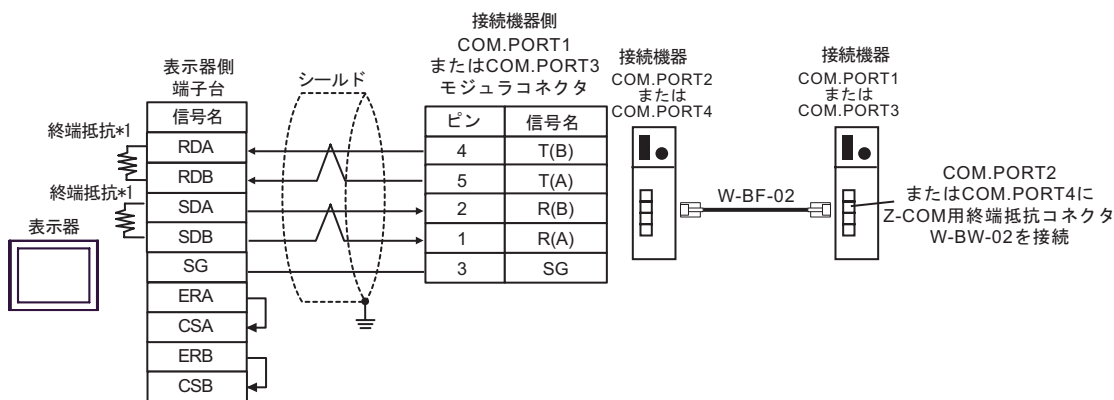 接続機器側
COM.PORT1
またはCOM.PORT3
モジュラコネクタ
表示器側
端子台
シールド
信号名
RDA
RDB
SDA
SDB
SG
ERA
CSA
ERB
CSB
終端抵抗*1
終端抵抗*1
表示器
ピン 信号名
4 T(B)
5 T(A)
2 R(B)
1 R(A)
3 SG
接続機器
COM.PORT2
または
COM.PORT4
W-BF-02
接続機器
COM.PORT1
または
COM.PORT3
COM.PORT2
またはCOM.PORT4に
Z-COM用終端抵抗コネクタ
W-BW-02を接続